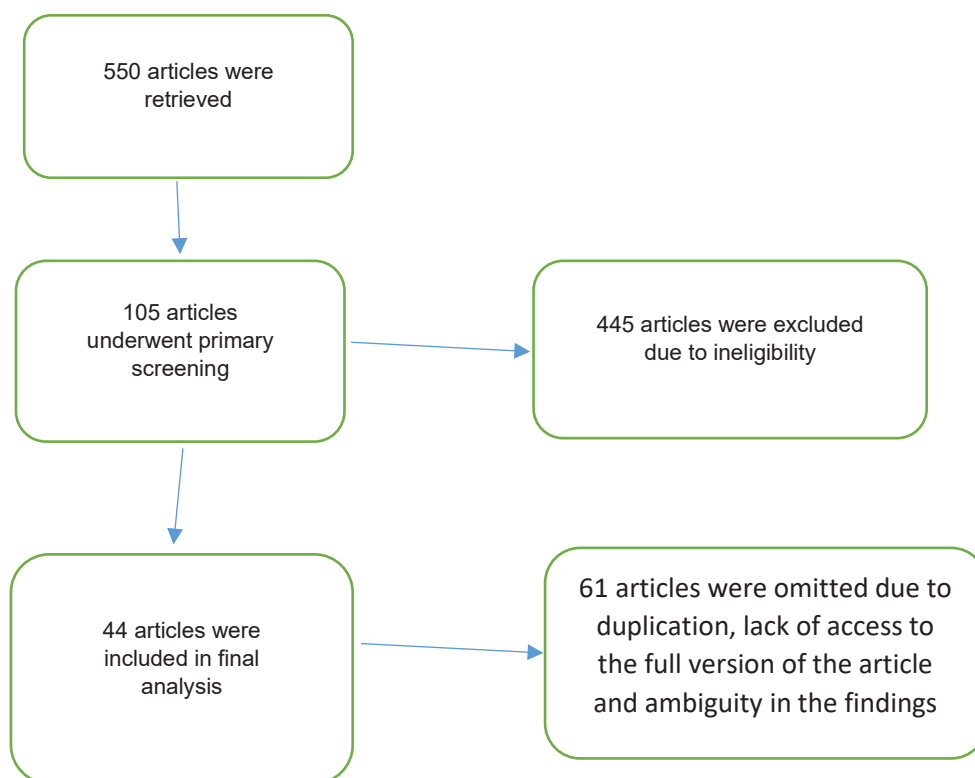 550 articles were
retrieved
105 articles
underwent primary
screening
445 articles were excluded
due to ineligibility
44 articles were
included in final
analysis
61 articles were omitted due to
duplication, lack of access to
the full version of the article
and ambiguity in the findings